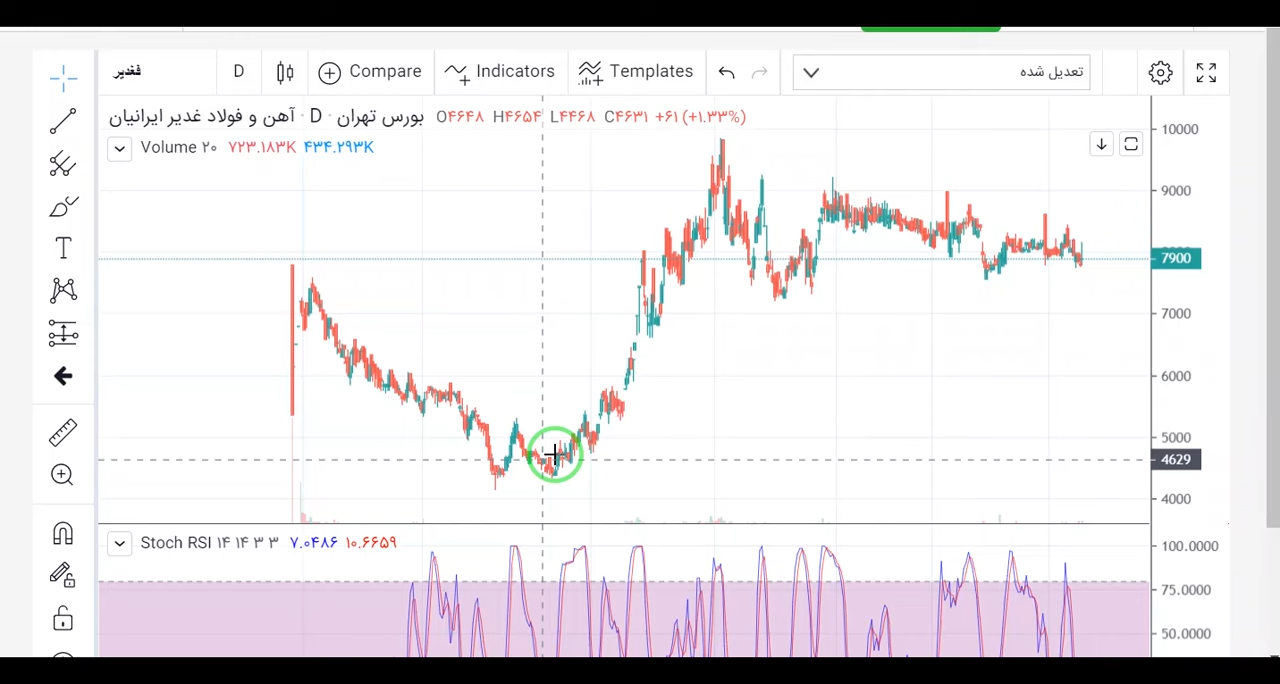 فغدیر D Compare Indicators Templates تعدیل شده
بورس تهران · D · آهن و فولاد غدیر ایرانیان O۴۶۴۸ H۴۶۵۴ L۴۴۶۸ C۴۶۳۱ +۶۱ (+۱.۳۳%)
Volume ۲۰ ۷۲۳.۱۸۳K ۴۳۴.۲۹۳K
10000
9000
7900
7000
6000
5000
4629
4000
Stoch RSI ۱۴ ۱۴ ۳ ۳ ۷.۰۴۸۶ ۱۰.۶۶۵۹
100.0000
75.0000
50.0000